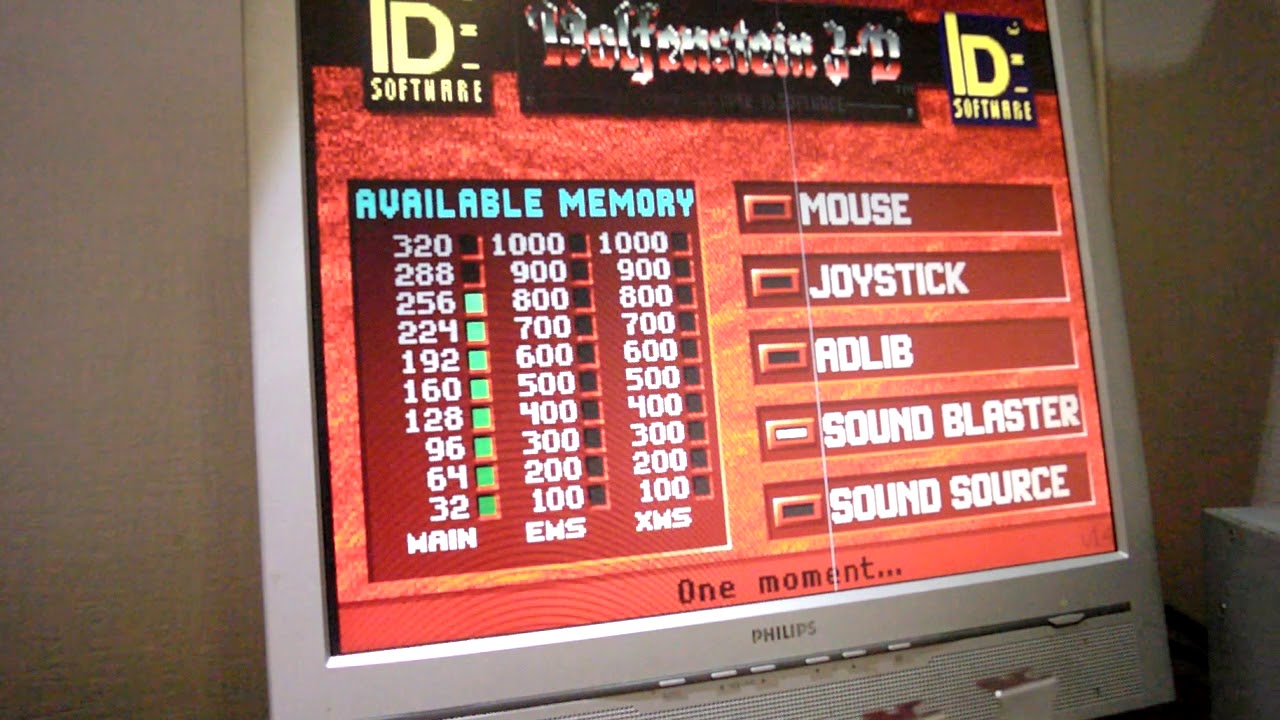 ID SOFTWARE
Wolfenstein 3-D
ID SOFTWARE
AVAILABLE MEMORY
320 1000 1000
288 900 900
256 800 800
224 700 700
192 600 600
160 500 500
128 400 400
96 300 300
64 200 200
32 100 100
MAIN EMS XMS
MOUSE
JOYSTICK
ADLIB
SOUND BLASTER
SOUND SOURCE
One moment...
PHILIPS